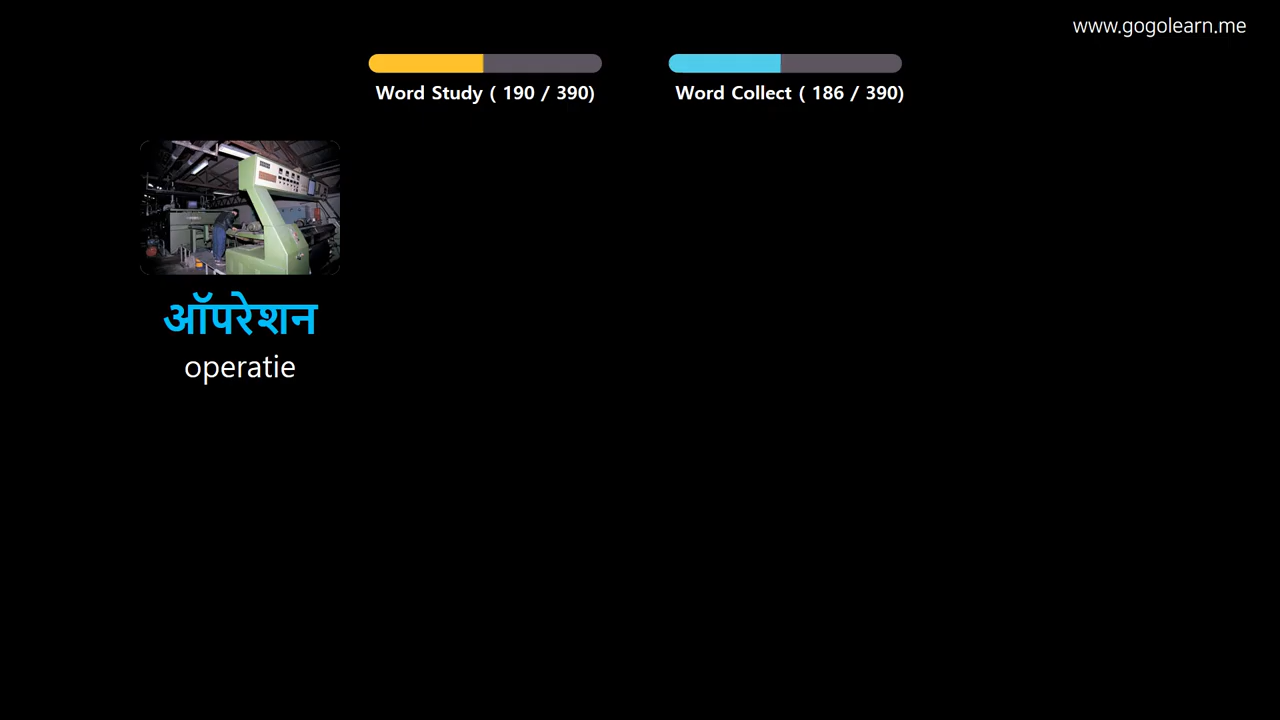 www.gogolearn.me
Word Study ( 190 / 390)
Word Collect ( 186 / 390)
ऑपरेशन
operatie